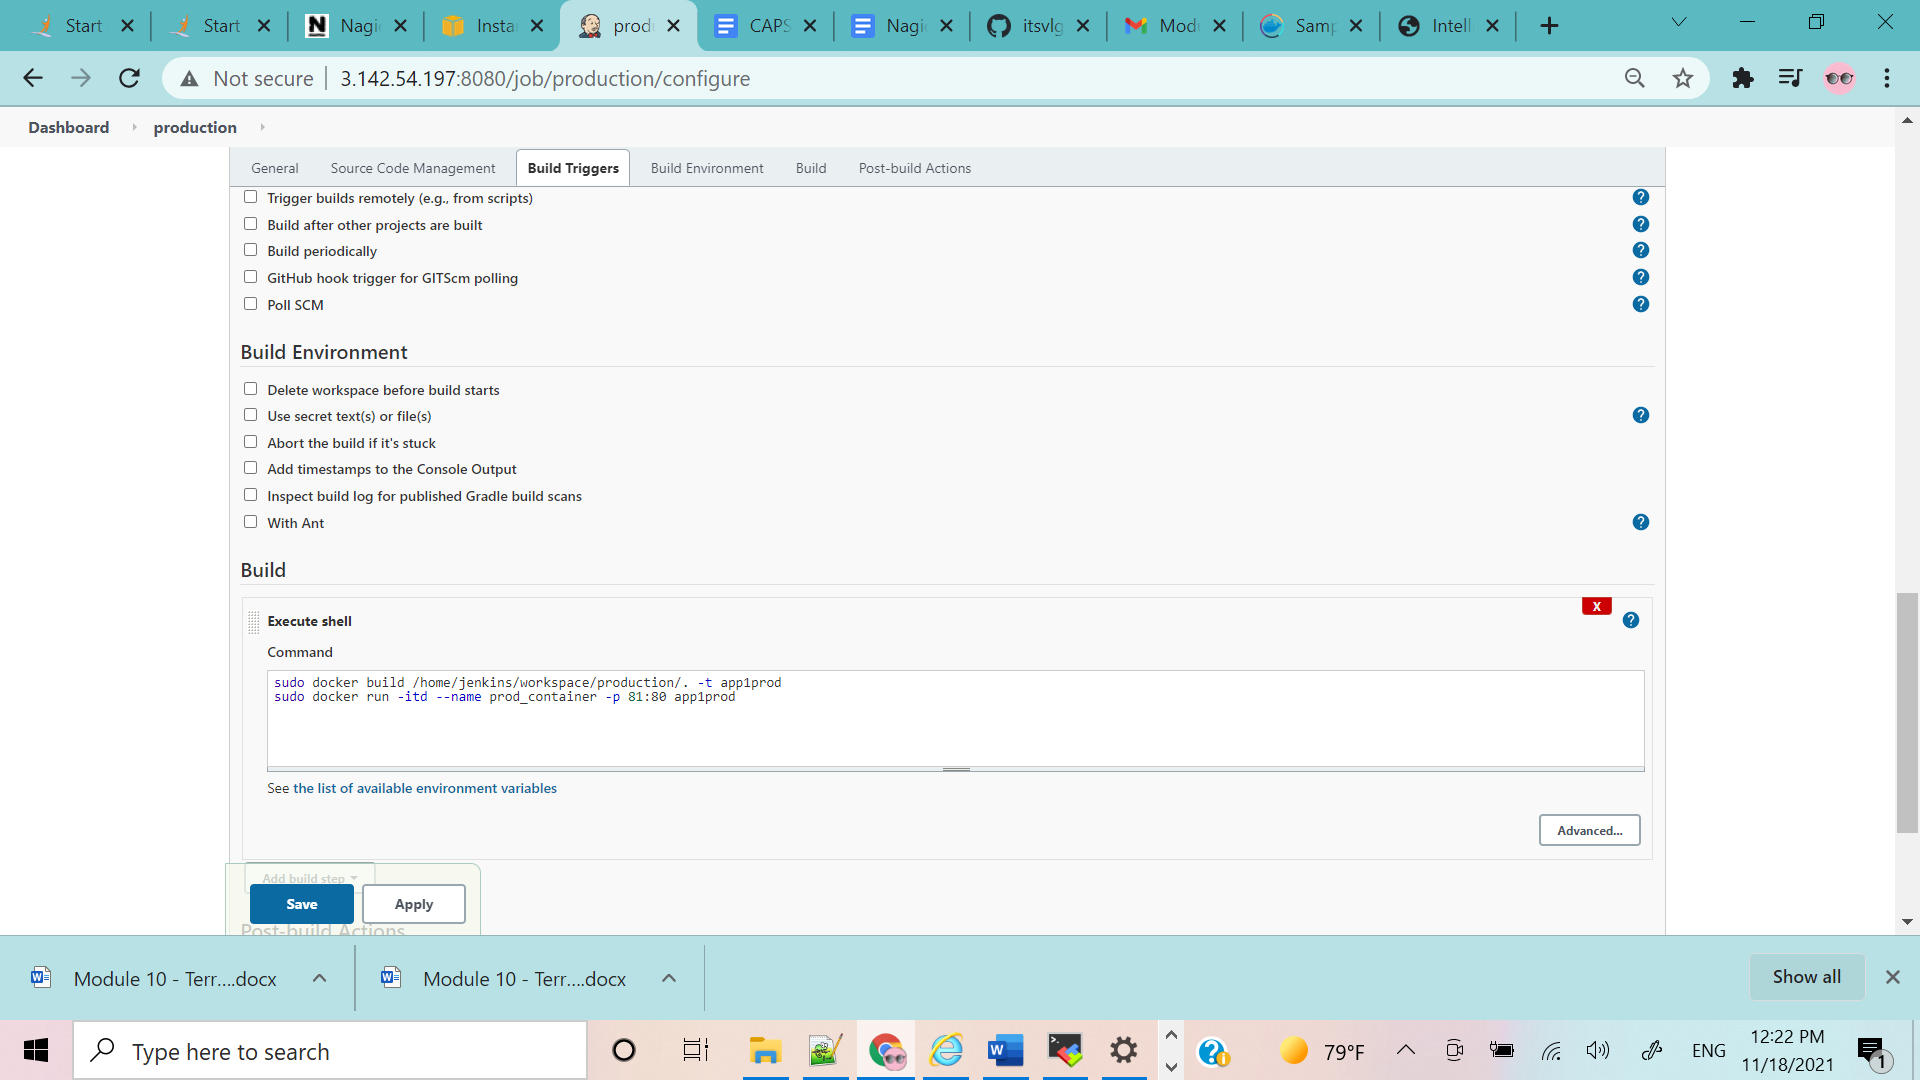 Start
Start
Nagi
Insta
prod
CAPS
Nagi
itsvlg
Mod
Samp
Intell
Not secure
3.142.54.197:8080/job/production/configure
Dashboard
production
General
Source Code Management
Build Triggers
Build Environment
Build
Post-build Actions
Trigger builds remotely (e.g., from scripts)
Build after other projects are built
Build periodically
GitHub hook trigger for GITScm polling
Poll SCM
Build Environment
Delete workspace before build starts
Use secret text(s) or file(s)
Abort the build if it's stuck
Add timestamps to the Console Output
Inspect build log for published Gradle build scans
With Ant
Build
X
Execute shell
Command
sudo docker build /home/jenkins/workspace/production/. -t app1prod
sudo docker run -itd --name prod_container -p 81:80 app1prod
See the list of available environment variables
Advanced...
Add build step
Save
Apply
Post-build Actions
Module 10 - Terr....docx
Module 10 - Terr....docx
Show all
Type here to search
79°F
ENG
12:22 PM
11/18/2021
1